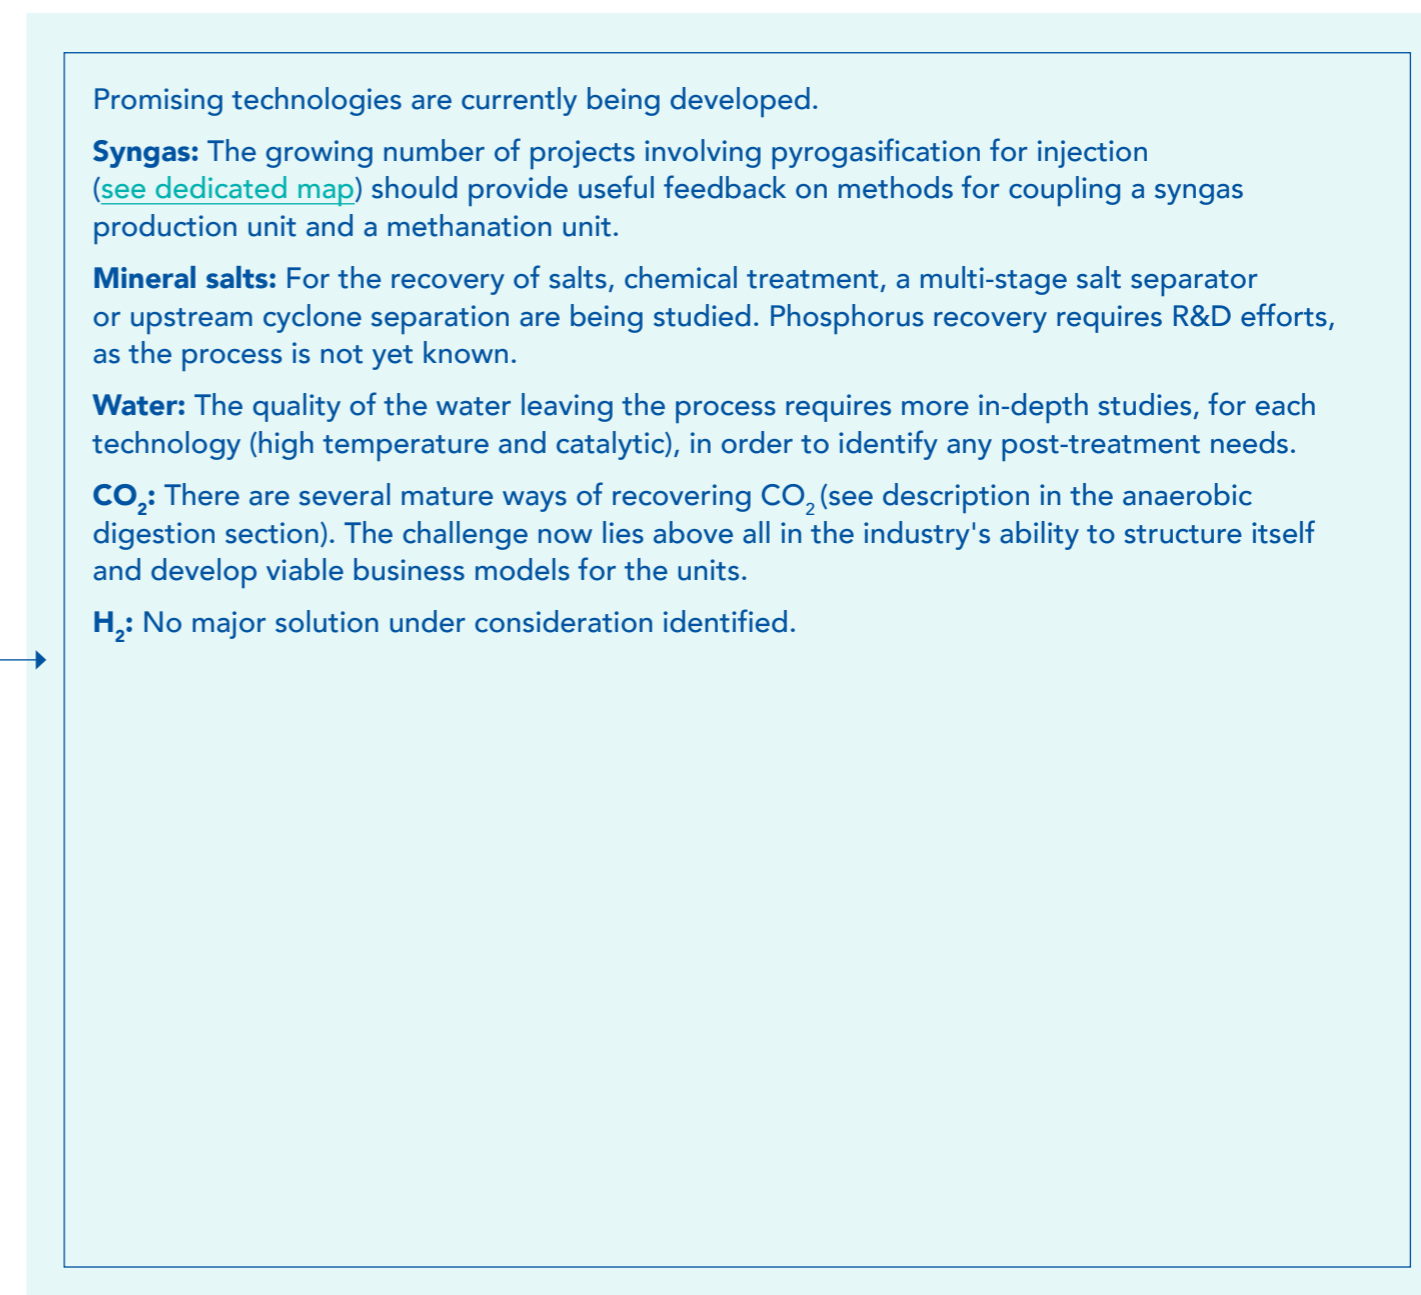 Promising technologies are currently being developed.
Syngas: The growing number of projects involving pyrogasification for injection
(see dedicated map) should provide useful feedback on methods for coupling a syngas
production unit and a methanation unit.
Mineral salts: For the recovery of salts, chemical treatment, a multi-stage salt separator
or upstream cyclone separation are being studied. Phosphorus recovery requires R&D efforts,
as the process is not yet known.
Water: The quality of the water leaving the process requires more in-depth studies, for each
technology (high temperature and catalytic), in order to identify any post-treatment needs.
CO₂: There are several mature ways of recovering CO₂ (see description in the anaerobic
digestion section). The challenge now lies above all in the industry's ability to structure itself
and develop viable business models for the units.
H₂: No major solution under consideration identified.